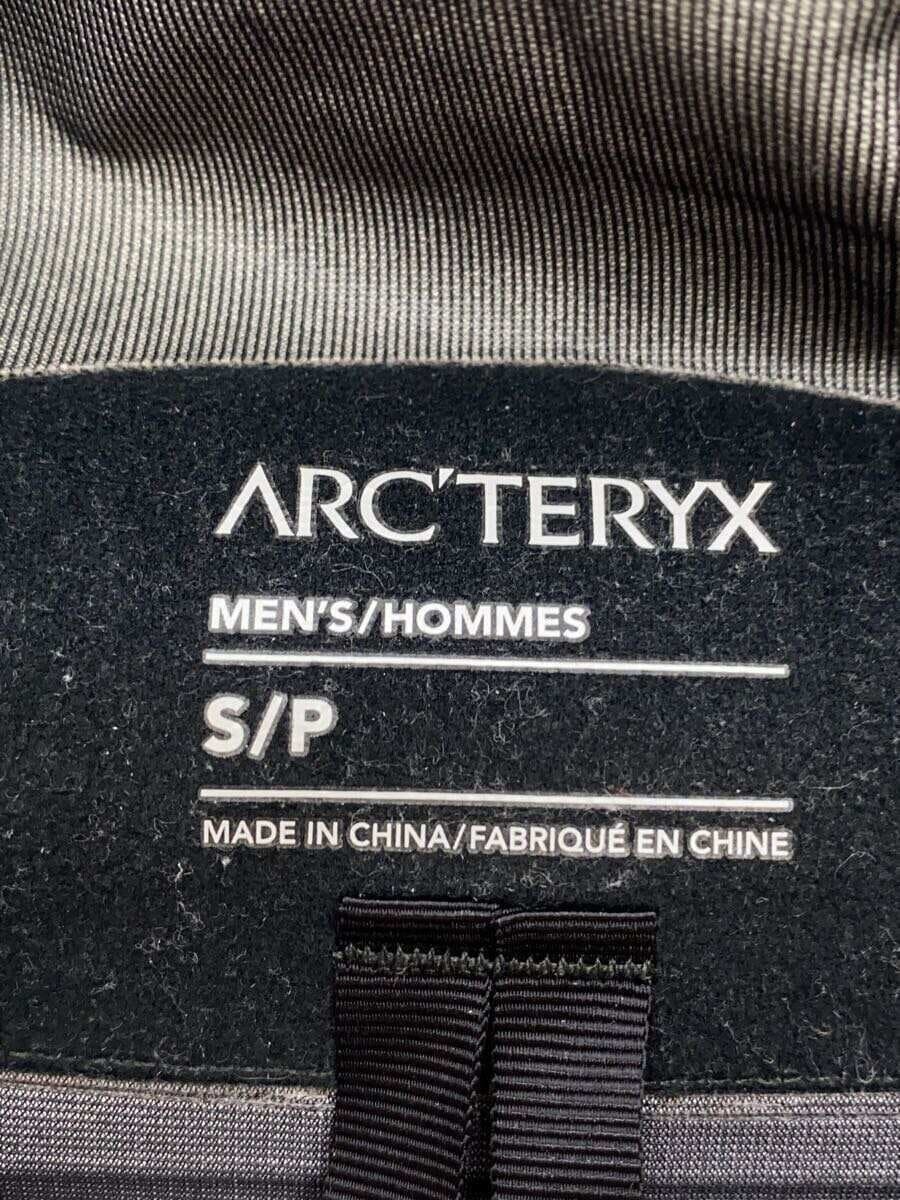 ARC'TERYX
MEN'S/HOMMES
S/P
MADE IN CHINA/FABRIQUÉ EN CHINE